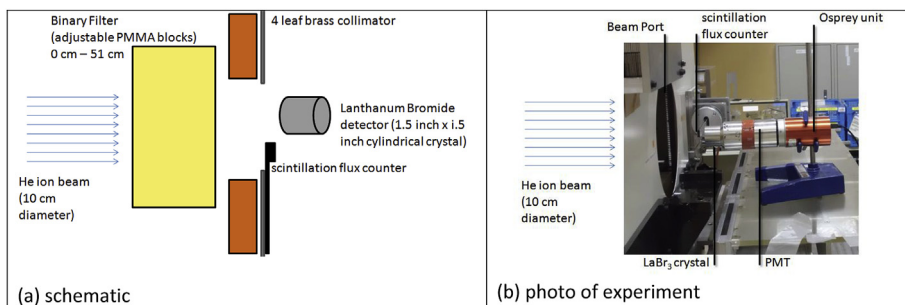 Binary Filter
(adjustable PMMA blocks)
0 cm – 51 cm
4 leaf brass collimator
Lanthanum Bromide
detector (1.5 inch x i.5
inch cylindrical crystal)
scintillation flux counter
He ion beam
(10 cm
diameter)
(a) schematic
scintillation
flux counter
Osprey unit
Beam Port
He ion beam
(10 cm
diameter)
LaBr₃ crystal
PMT
(b) photo of experiment